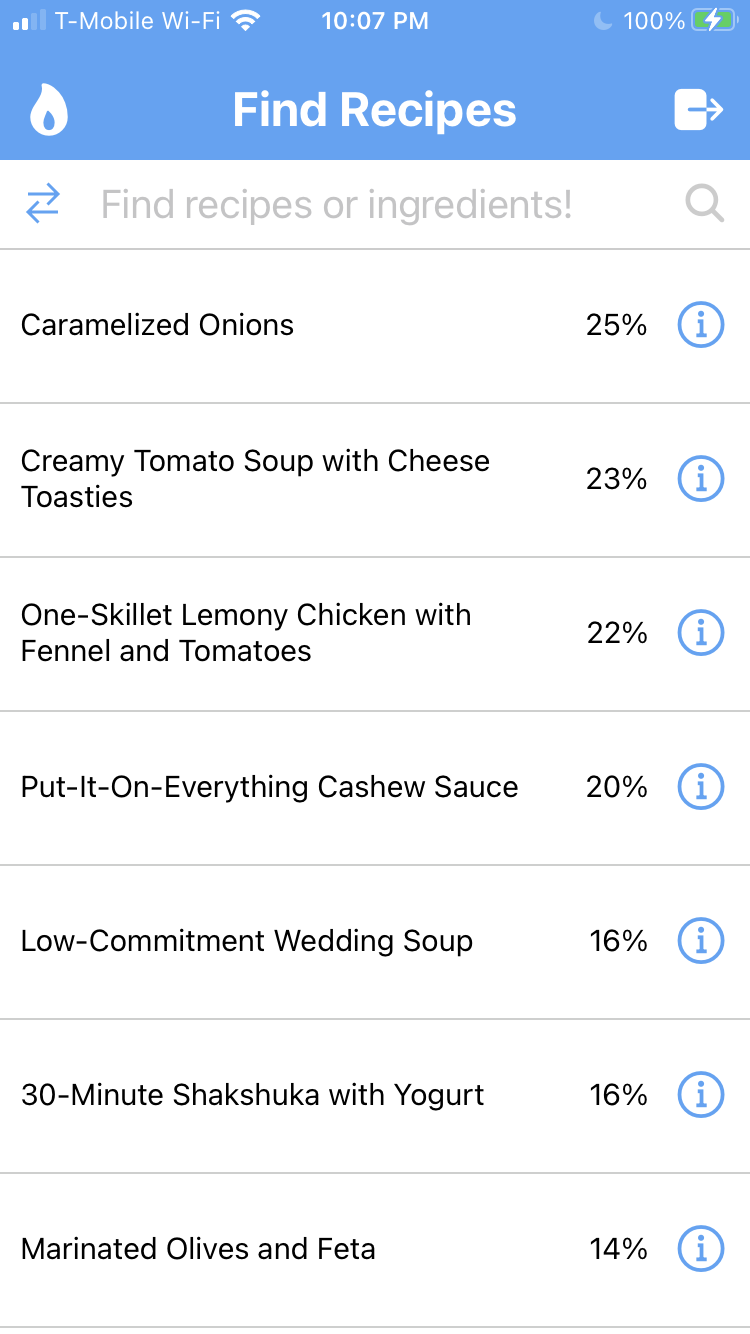 T-Mobile Wi-Fi 10:07 PM 100%
Find Recipes
Find recipes or ingredients!
Caramelized Onions 25%
Creamy Tomato Soup with Cheese
Toasties 23%
One-Skillet Lemony Chicken with
Fennel and Tomatoes 22%
Put-It-On-Everything Cashew Sauce 20%
Low-Commitment Wedding Soup 16%
30-Minute Shakshuka with Yogurt 16%
Marinated Olives and Feta 14%